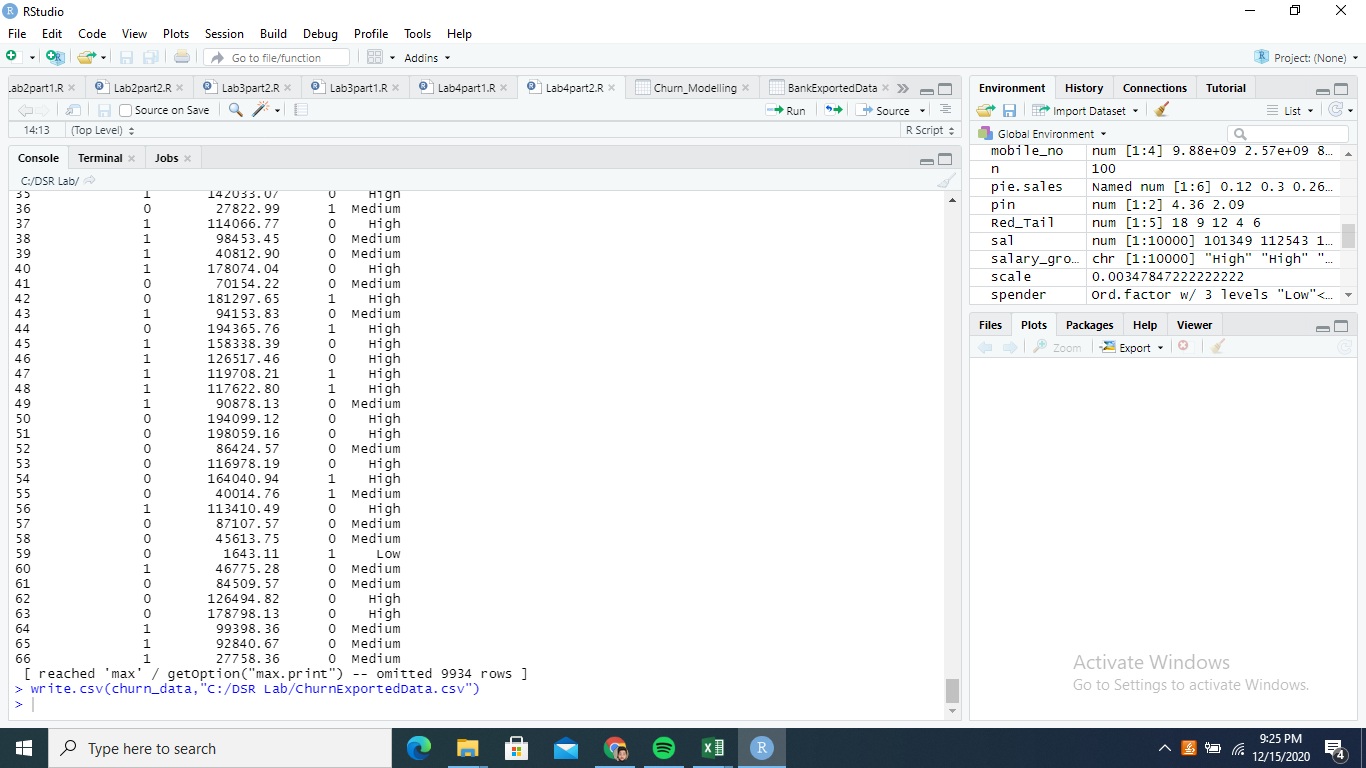 RStudio
File Edit Code View Plots Session Build Debug Profile Tools Help
Go to file/function Addins Project: (None)
Lab2part1.R Lab2part2.R Lab3part2.R Lab3part1.R Lab4part1.R Lab4part2.R Churn_Modelling BankExportedData
Source on Save Run Source
14:13 (Top Level) R Script
Console Terminal Jobs
C:/DSR Lab/
35 1 142033.07 0 High
36 0 27822.99 1 Medium
37 1 114066.77 0 High
38 1 98453.45 0 Medium
39 1 40812.90 0 Medium
40 1 178074.04 0 High
41 0 70154.22 0 Medium
42 0 181297.65 1 High
43 1 94153.83 0 Medium
44 0 194365.76 1 High
45 1 158338.39 0 High
46 1 126517.46 0 High
47 1 119708.21 1 High
48 1 117622.80 1 High
49 1 90878.13 0 Medium
50 0 194099.12 0 High
51 0 198059.16 0 High
52 0 86424.57 0 Medium
53 0 116978.19 0 High
54 0 164040.94 1 High
55 0 40014.76 1 Medium
56 1 113410.49 0 High
57 0 87107.57 0 Medium
58 0 45613.75 0 Medium
59 0 1643.11 1 Low
60 1 46775.28 0 Medium
61 0 84509.57 0 Medium
62 0 126494.82 0 High
63 0 178798.13 0 High
64 1 99398.36 0 Medium
65 1 92840.67 0 Medium
66 1 27758.36 0 Medium
[ reached 'max' / getOption("max.print") -- omitted 9934 rows ]
> write.csv(churn_data,"C:/DSR Lab/ChurnExportedData.csv")
>
Environment History Connections Tutorial
Import Dataset List
Global Environment
mobile_no num [1:4] 9.88e+09 2.57e+09 8…
n 100
pie.sales Named num [1:6] 0.12 0.3 0.26…
pin num [1:2] 4.36 2.09
Red_Tail num [1:5] 18 9 12 4 6
sal num [1:10000] 101349 112543 1…
salary_gro… chr [1:10000] "High" "High" "…
scale 0.00347847222222222
spender Ord.factor w/ 3 levels "Low"<…
Files Plots Packages Help Viewer
Zoom Export
Activate Windows
Go to Settings to activate Windows.
Type here to search
9:25 PM
12/15/2020
4